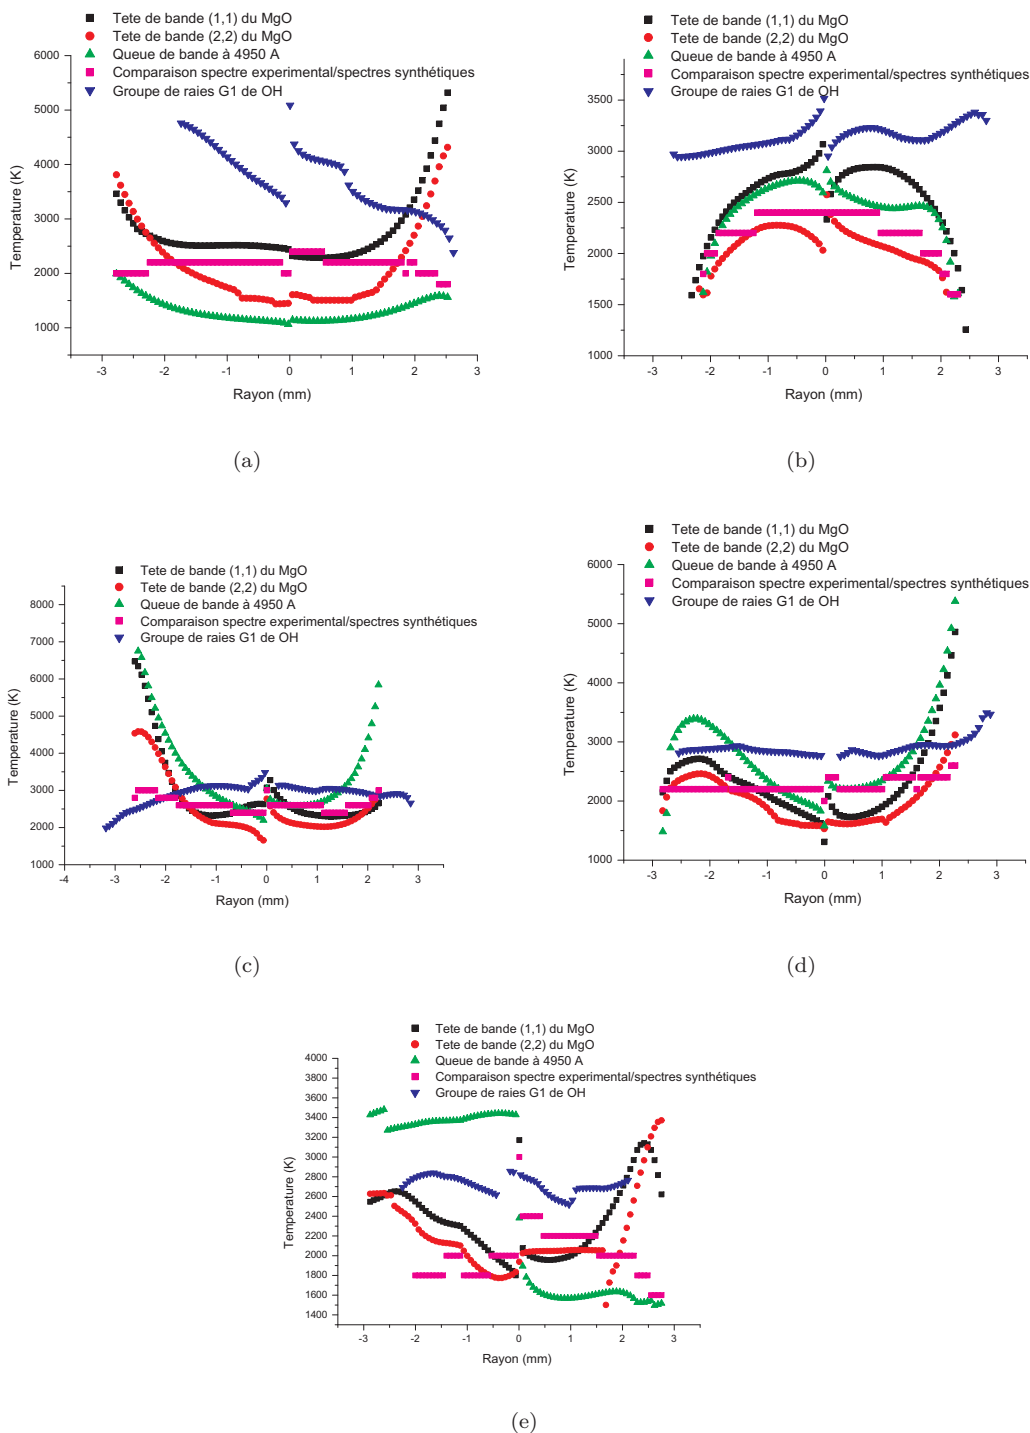 Tete de bande (1,1) du MgO
Tete de bande (2,2) du MgO
Queue de bande à 4950 A
Comparaison spectre experimental/spectres synthétiques
Groupe de raies G1 de OH
6000
5000
4000
3000
2000
1000
Temperature (K)
-3 -2 -1 0 1 2 3
Rayon (mm)
(a)
Tete de bande (1,1) du MgO
Tete de bande (2,2) du MgO
Queue de bande à 4950 A
Comparaison spectre experimental/spectres synthétiques
Groupe de raies G1 de OH
3500
3000
2500
2000
1500
1000
Temperature (K)
-3 -2 -1 0 1 2 3
Rayon (mm)
(b)
Tete de bande (1,1) du MgO
Tete de bande (2,2) du MgO
Queue de bande à 4950 A
Comparaison spectre experimental/spectres synthétiques
Groupe de raies G1 de OH
8000
7000
6000
5000
4000
3000
2000
1000
Temperature (K)
-4 -3 -2 -1 0 1 2 3
Rayon (mm)
(c)
Tete de bande (1,1) du MgO
Tete de bande (2,2) du MgO
Queue de bande à 4950 A
Comparaison spectre experimental/spectres synthétiques
Groupe de raies G1 de OH
6000
5000
4000
3000
2000
1000
Temperature (K)
-3 -2 -1 0 1 2 3
Rayon (mm)
(d)
Tete de bande (1,1) du MgO
Tete de bande (2,2) du MgO
Queue de bande à 4950 A
Comparaison spectre experimental/spectres synthétiques
Groupe de raies G1 de OH
4000
3800
3600
3400
3200
3000
2800
2600
2400
2200
2000
1800
1600
1400
Temperature (K)
-3 -2 -1 0 1 2 3
Rayon (mm)
(e)